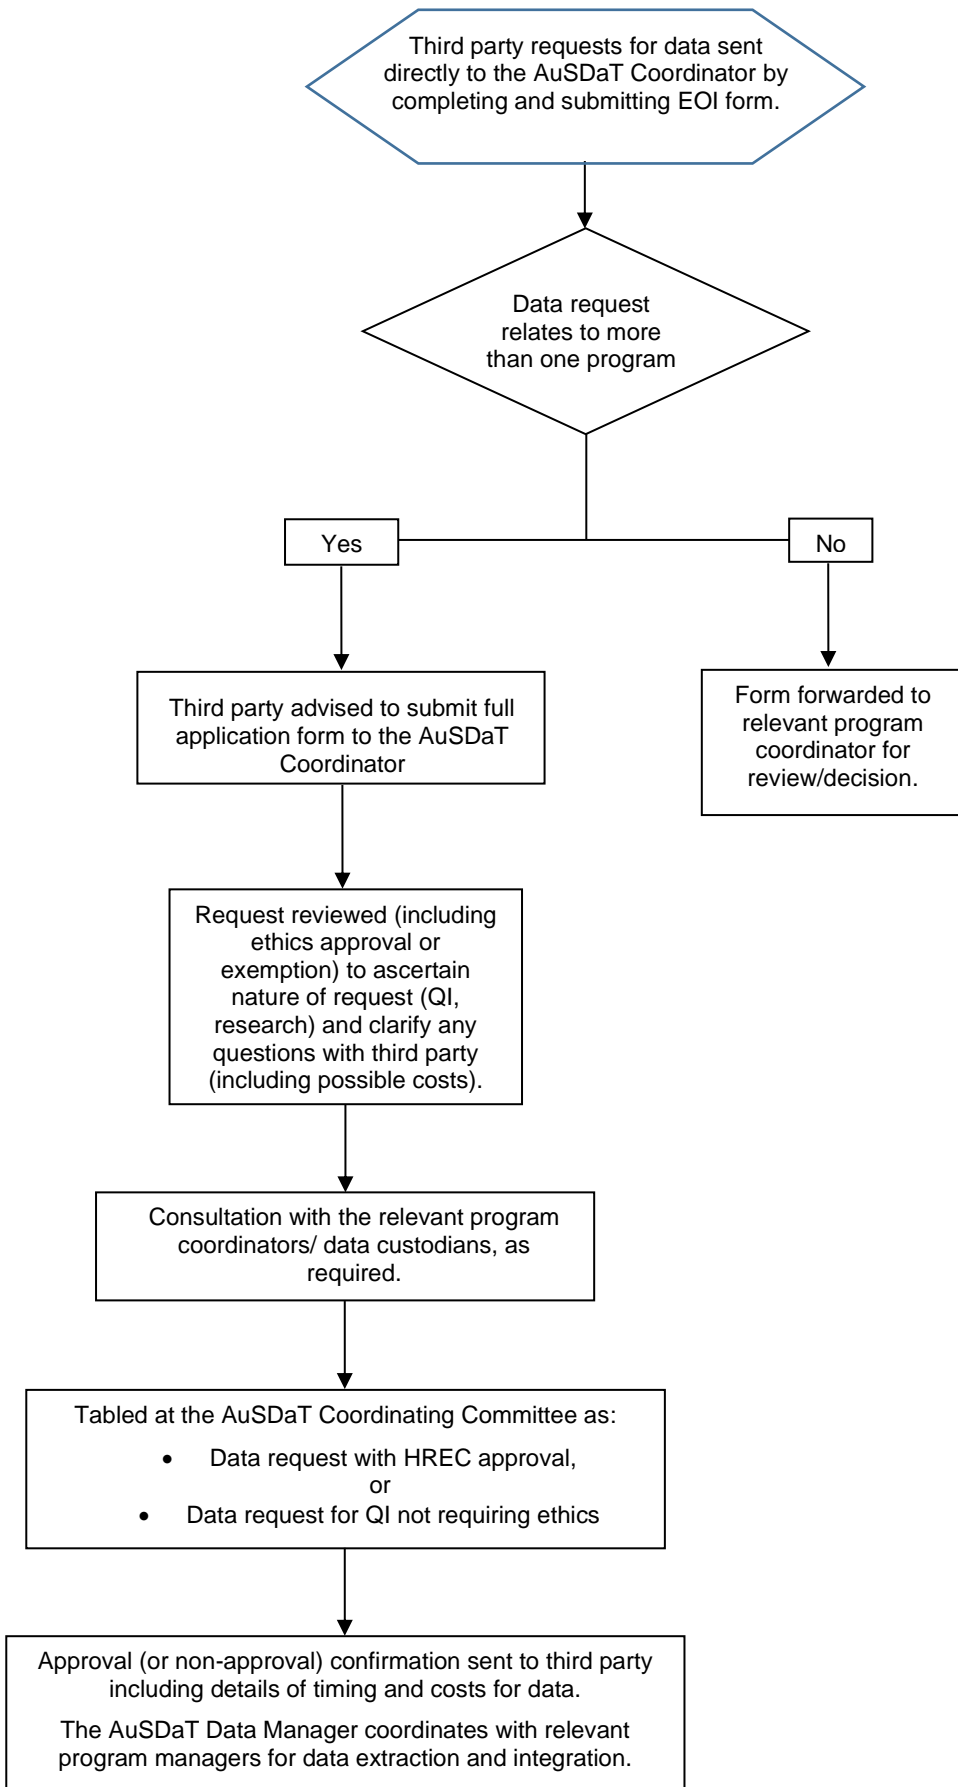 Third party requests for data sent
directly to the AuSDaT Coordinator by
completing and submitting EOI form.
Data request
relates to more
than one program
Yes
No
Third party advised to submit full
application form to the AuSDaT
Coordinator
Form forwarded to
relevant program
coordinator for
review/decision.
Request reviewed (including
ethics approval or
exemption) to ascertain
nature of request (QI,
research) and clarify any
questions with third party
(including possible costs).
Consultation with the relevant program
coordinators/ data custodians, as
required.
Tabled at the AuSDaT Coordinating Committee as:
• Data request with HREC approval,
or
• Data request for QI not requiring ethics
Approval (or non-approval) confirmation sent to third party
including details of timing and costs for data.
The AuSDaT Data Manager coordinates with relevant
program managers for data extraction and integration.